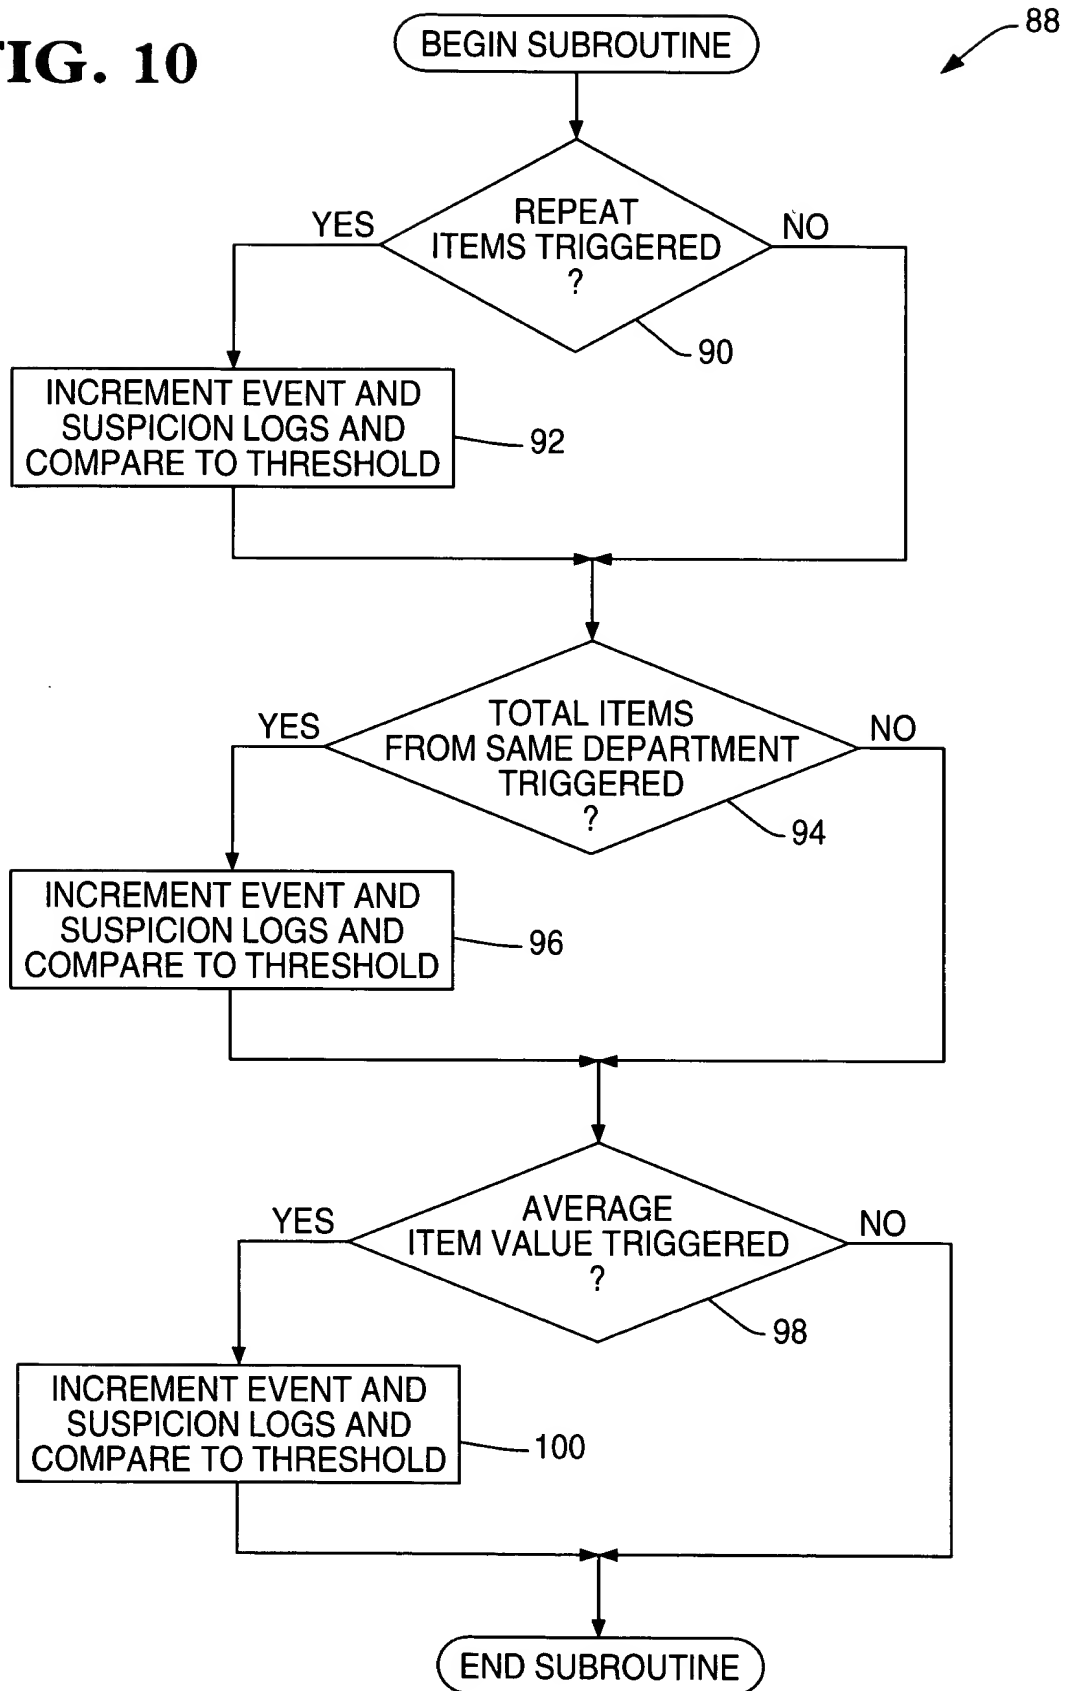 FIG. 10
88
BEGIN SUBROUTINE
REPEAT
ITEMS TRIGGERED
?
YES
NO
90
INCREMENT EVENT AND
SUSPICION LOGS AND
COMPARE TO THRESHOLD
92
TOTAL ITEMS
FROM SAME DEPARTMENT
TRIGGERED
?
YES
NO
94
INCREMENT EVENT AND
SUSPICION LOGS AND
COMPARE TO THRESHOLD
96
AVERAGE
ITEM VALUE TRIGGERED
?
YES
NO
98
INCREMENT EVENT AND
SUSPICION LOGS AND
COMPARE TO THRESHOLD
100
END SUBROUTINE